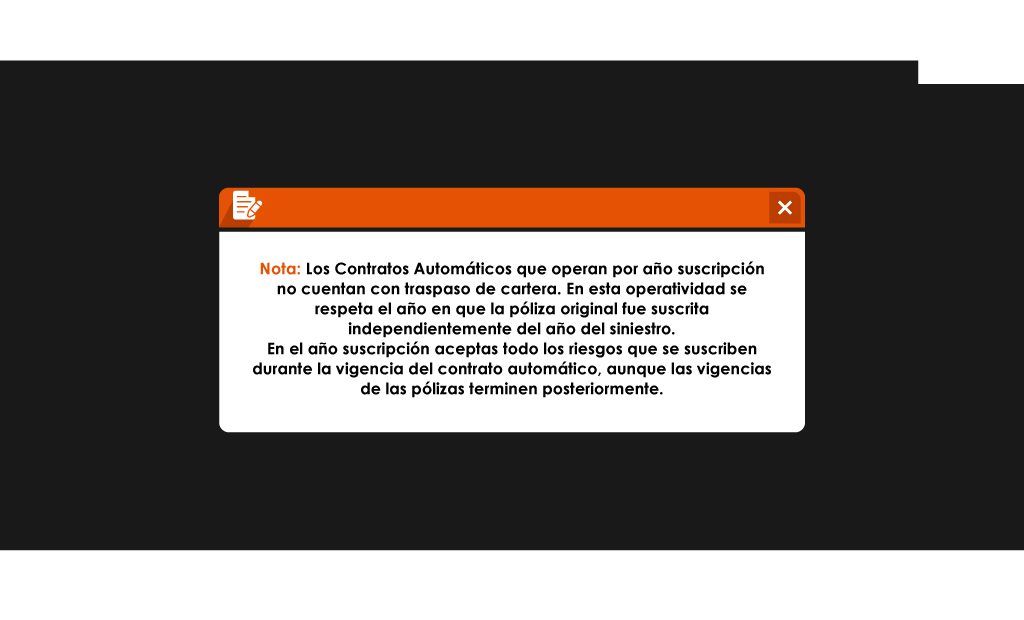 Nota: Los Contratos Automáticos que operan por año suscripción
no cuentan con traspaso de cartera. En esta operatividad se
respeta el año en que la póliza original fue suscrita
independientemente del año del siniestro.
En el año suscripción aceptas todo los riesgos que se suscriben
durante la vigencia del contrato automático, aunque las vigencias
de las pólizas terminen posteriormente.